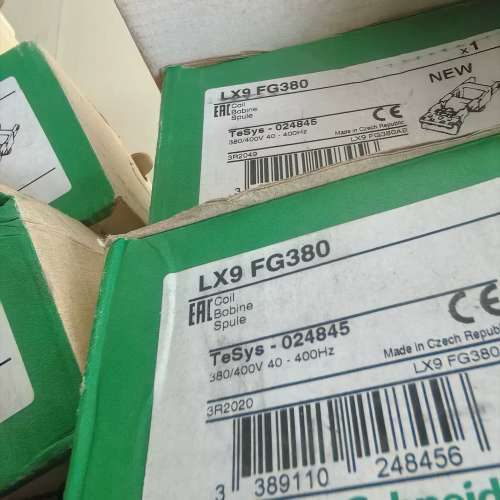 LX9 FG380
x1
NEW
EAC
Coil
Bobine
Spule
CE
TeSys - 024845
380/400V 40 - 400Hz
Made in Czech Republic
LX9 FG380AB
3R2049
3
LX9 FG380
EAC
Coil
Bobine
Spule
CE
TeSys - 024845
380/400V 40 - 400Hz
Made in Czech Republic
LX9 FG380
3R2020
3 389110 248456